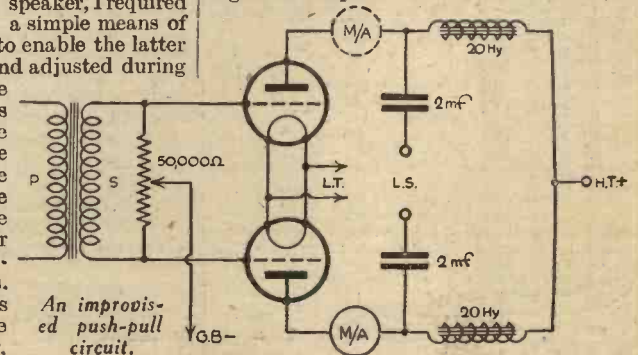 speaker, I required
a simple means of
to enable the latter
nd adjusted during
M/A
20 Hy
2 mf
50,000Ω
P
S
L.T.
L.S.
H.T+
2 mf
An improvis-
ed push-pull
circuit.
G.B-
M/A
20 Hy